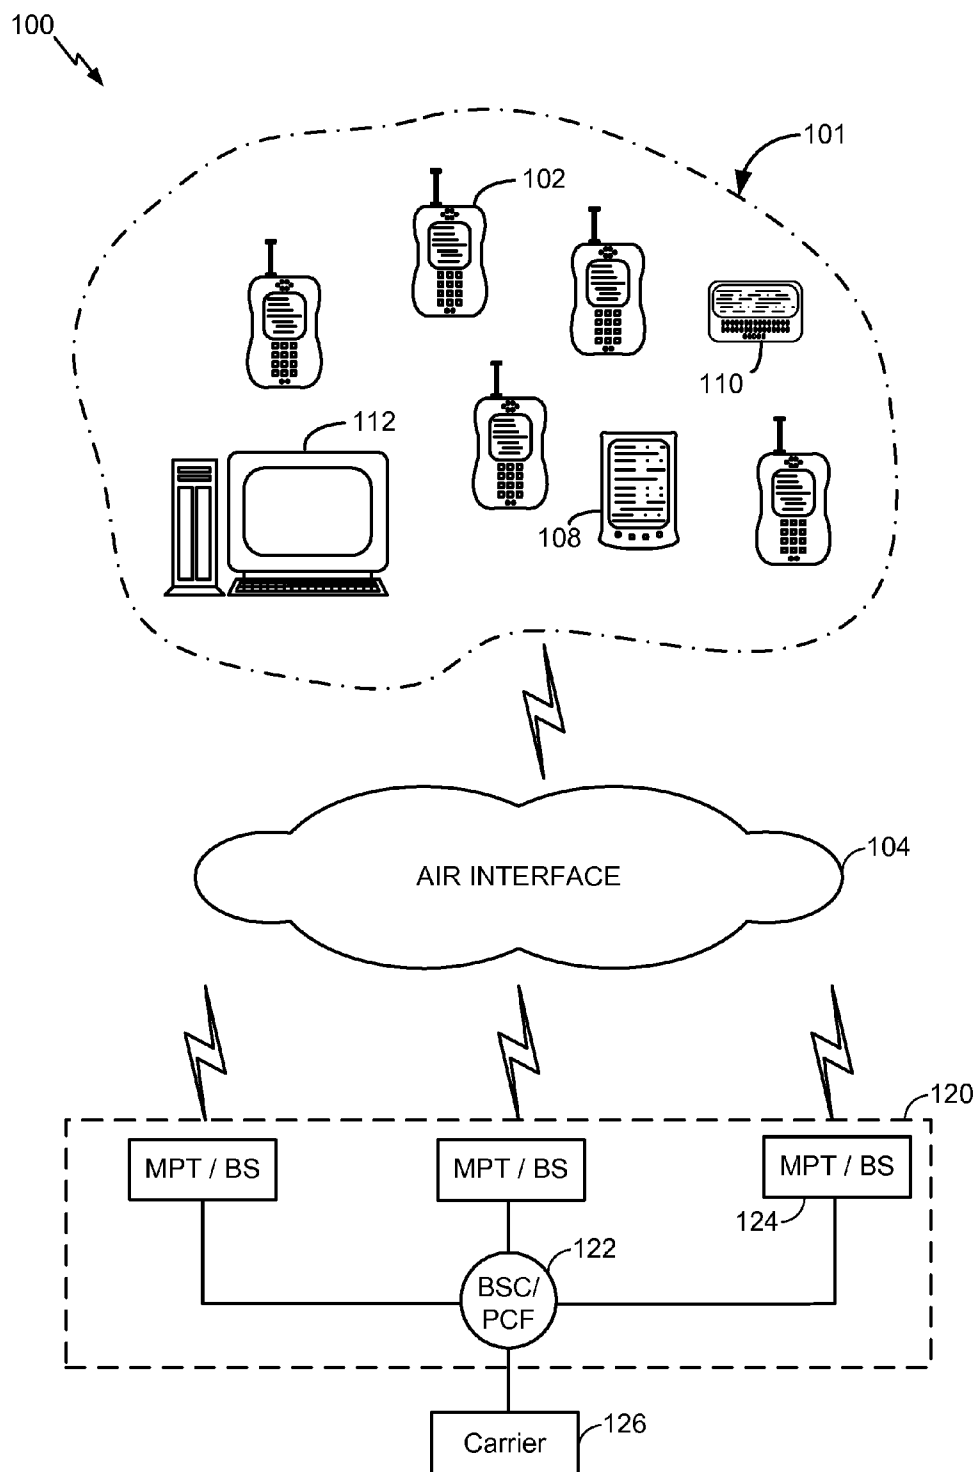 100
101
102
110
112
108
104
AIR INTERFACE
120
MPT / BS
MPT / BS
MPT / BS
124
122
BSC/
PCF
Carrier
126